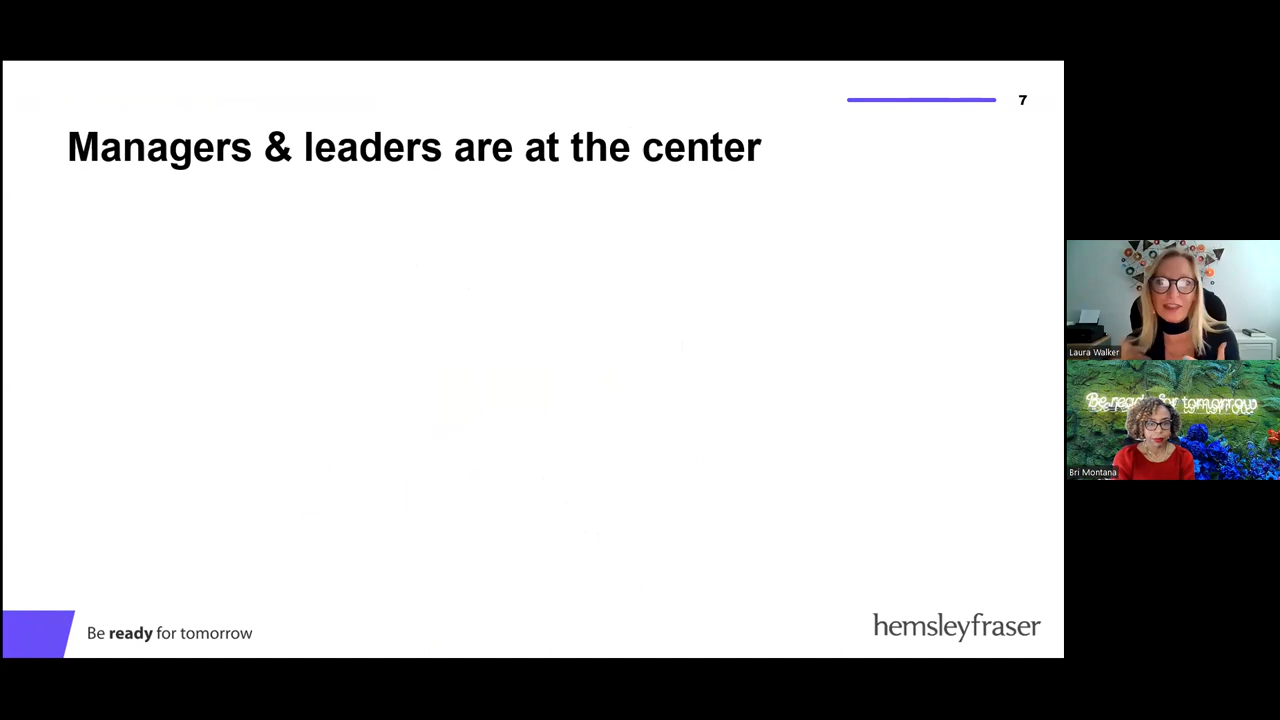 7
Managers & leaders are at the center
Laura Walker
Be ready for tomorrow
Bri Montana
Be ready for tomorrow
hemsleyfraser